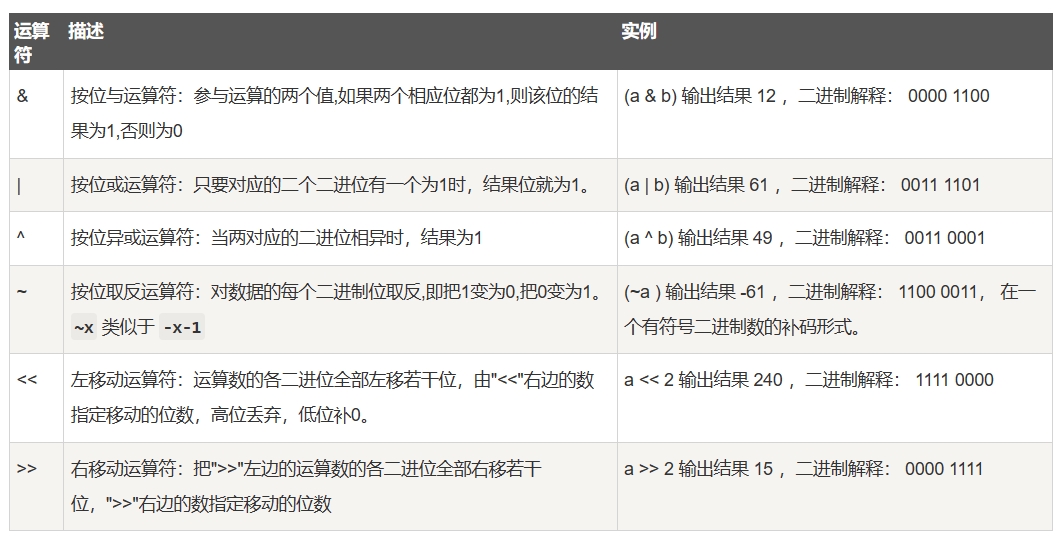 运算符 描述 实例
& 按位与运算符：参与运算的两个值,如果两个相应位都为1,则该位的结 (a & b) 输出结果 12 ，二进制解释： 0000 1100
果为1,否则为0
| 按位或运算符：只要对应的二个二进位有一个为1时，结果位就为1。 (a | b) 输出结果 61 ，二进制解释： 0011 1101
^ 按位异或运算符：当两对应的二进位相异时，结果为1 (a ^ b) 输出结果 49 ，二进制解释： 0011 0001
~ 按位取反运算符：对数据的每个二进制位取反,即把1变为0,把0变为1。 (~a ) 输出结果 -61 ，二进制解释： 1100 0011， 在一
~x 类似于 -x-1 个有符号二进制数的补码形式。
<< 左移动运算符：运算数的各二进位全部左移若干位，由"<<"右边的数 a << 2 输出结果 240 ，二进制解释： 1111 0000
指定移动的位数，高位丢弃，低位补0。
>> 右移动运算符：把">>"左边的运算数的各二进位全部右移若干 a >> 2 输出结果 15 ，二进制解释： 0000 1111
位，">>"右边的数指定移动的位数